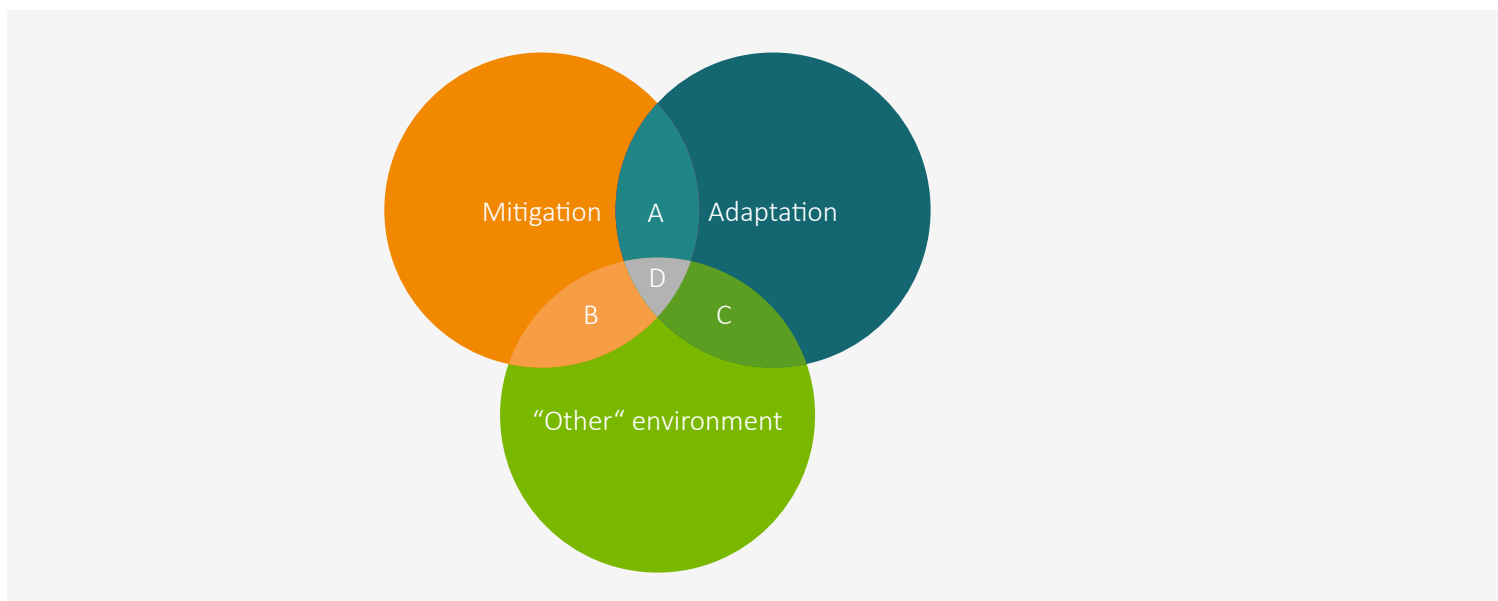 Mitigation
A
Adaptation
D
B
C
“Other“ environment